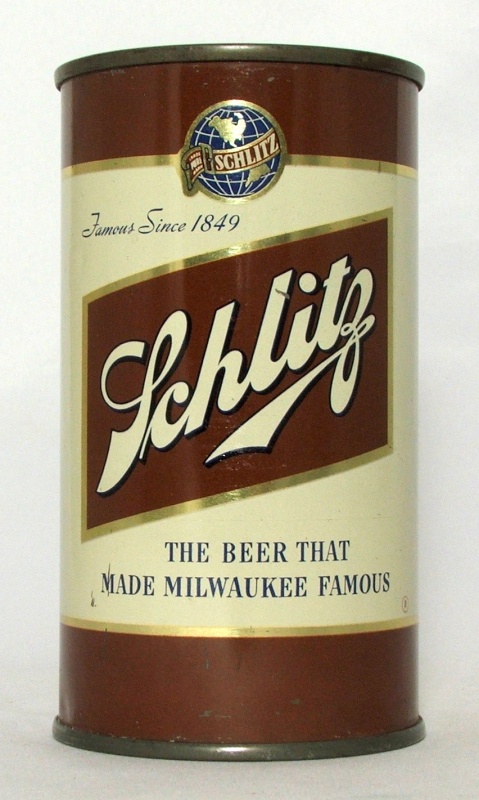 SCHLITZ
Famous Since 1849
Schlitz
THE BEER THAT
MADE MILWAUKEE FAMOUS